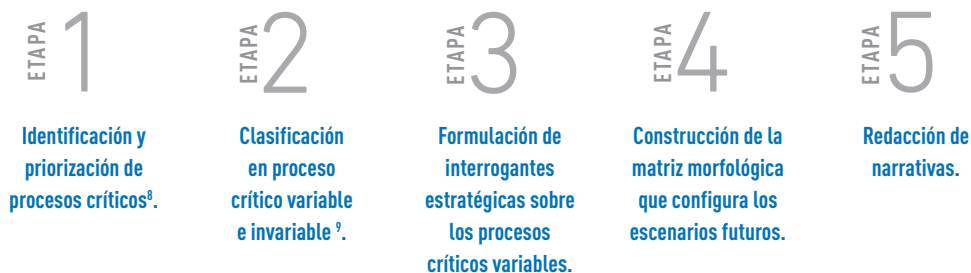 ETAPA 1
Identificación y
priorización de
procesos críticos⁸.
ETAPA 2
Clasificación
en proceso
crítico variable
e invariable ⁹.
ETAPA 3
Formulación de
interrogantes
estratégicas sobre
los procesos
críticos variables.
ETAPA 4
Construcción de la
matriz morfológica
que configura los
escenarios futuros.
ETAPA 5
Redacción de
narrativas.